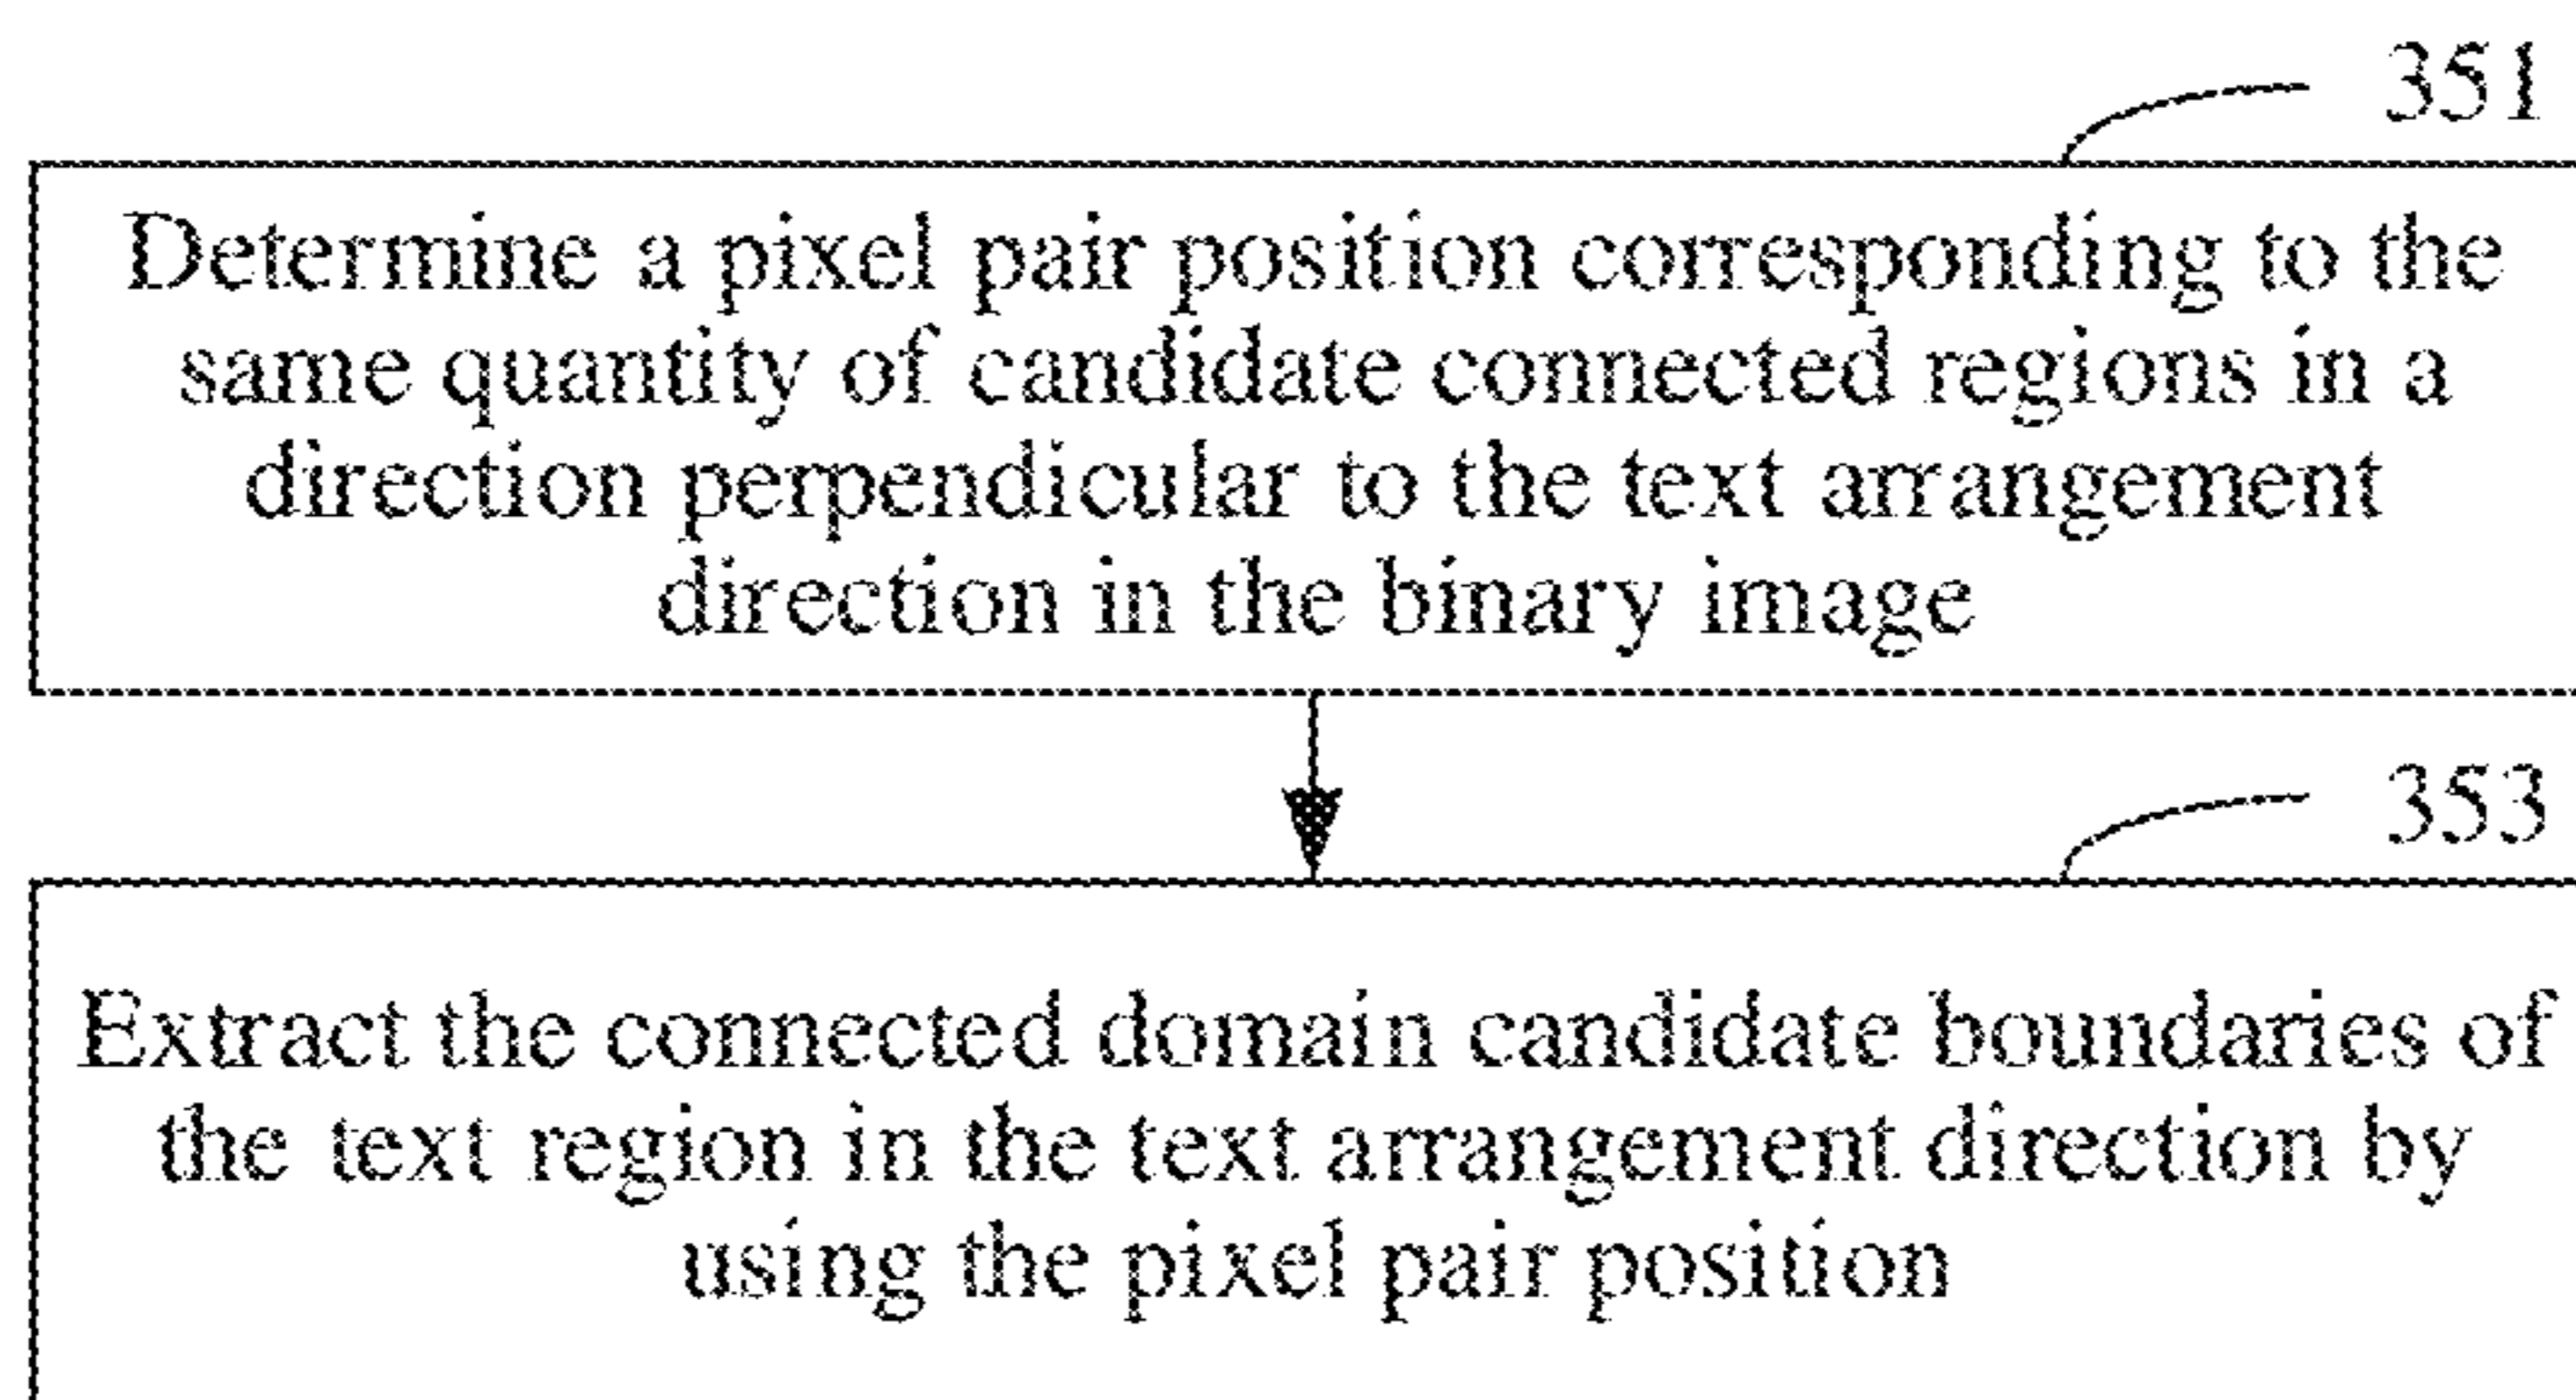 351
Determine a pixel pair position corresponding to the
same quantity of candidate connected regions in a
direction perpendicular to the text arrangement
direction in the binary image
353
Extract the connected domain candidate boundaries of
the text region in the text arrangement direction by
using the pixel pair position